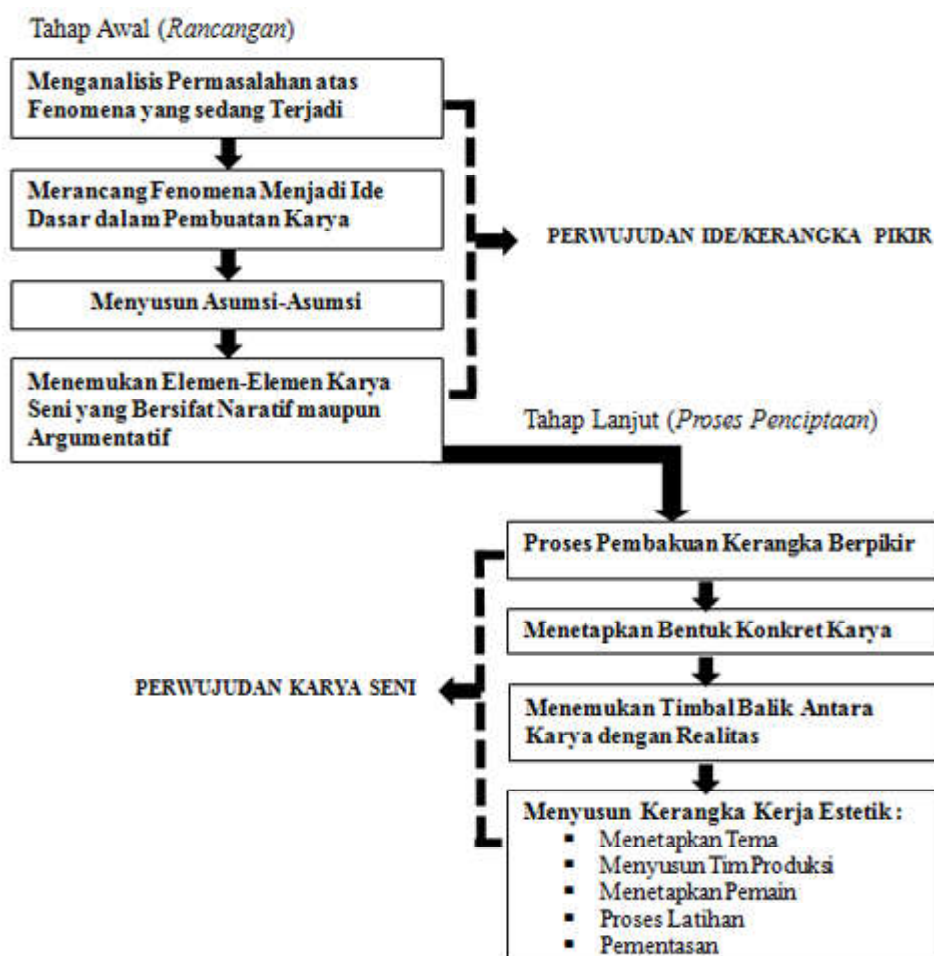 Tahap Awal (Rancangan)
Menganalisis Permasalahan atas
Fenomena yang sedang Terjadi
Merancang Fenomena Menjadi Ide
Dasar dalam Pembuatan Karya
PERWUJUDAN IDE/KERANGKA PIKIR
Menyusun Asumsi-Asumsi
Menemukan Elemen-Elemen Karya
Seni yang Bersifat Naratif maupun
Argumentatif
Tahap Lanjut (Proses Penciptaan)
Proses Pembakuan Kerangka Berpikir
Menetapkan Bentuk Konkret Karya
PERWUJUDAN KARYA SENI
Menemukan Timbal Balik Antara
Karya dengan Realitas
Menyusun Kerangka Kerja Estetik :
▪ Menetapkan Tema
▪ Menyusun Tim Produksi
▪ Menetapkan Pemain
▪ Proses Latihan
▪ Pementasan